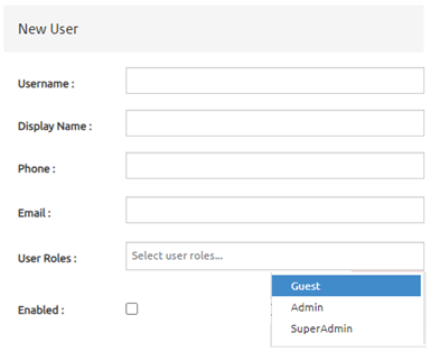 New User
Username :
Display Name :
Phone :
Email :
User Roles : Select user roles...
Guest
Enabled : Admin
SuperAdmin